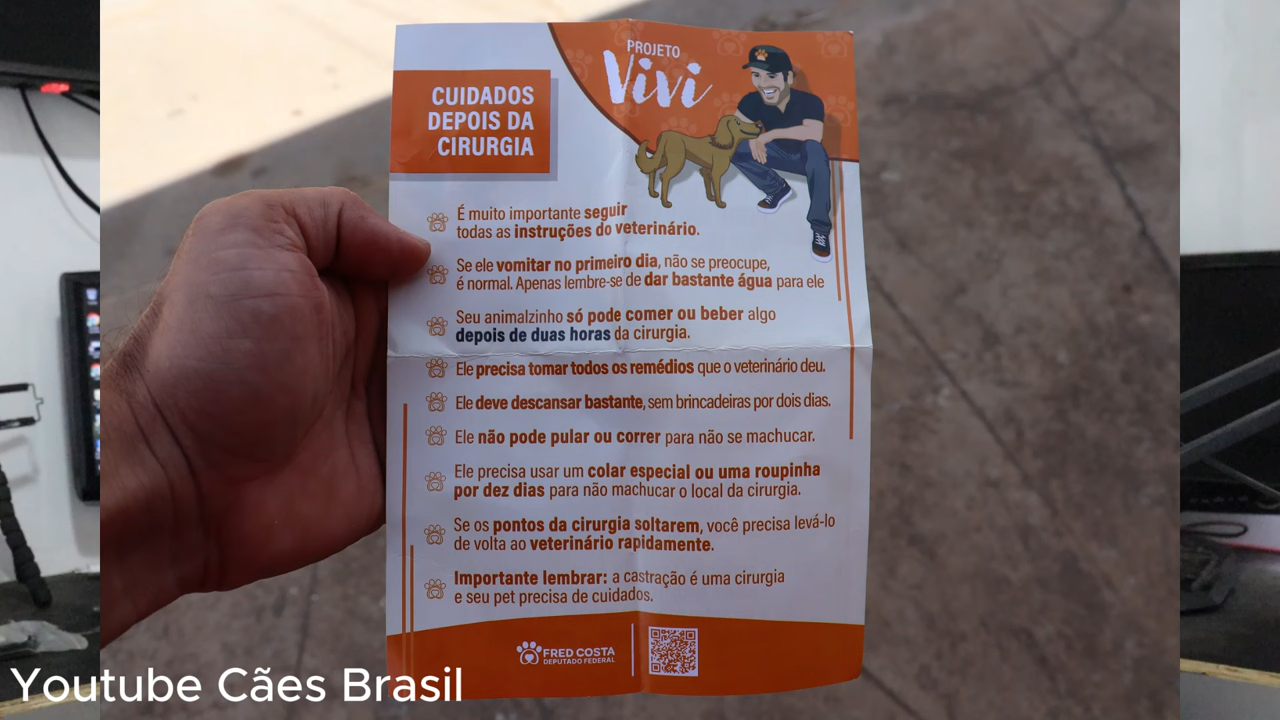 PROJETO
Vivi
CUIDADOS
DEPOIS DA
CIRURGIA
É muito importante seguir
todas as instruções do veterinário.
Se ele vomitar no primeiro dia, não se preocupe,
é normal. Apenas lembre-se de dar bastante água para ele
Seu animalzinho só pode comer ou beber algo
depois de duas horas da cirurgia.
Ele precisa tomar todos os remédios que o veterinário deu.
Ele deve descansar bastante, sem brincadeiras por dois dias.
Ele não pode pular ou correr para não se machucar.
Ele precisa usar um colar especial ou uma roupinha
por dez dias para não machucar o local da cirurgia.
Se os pontos da cirurgia soltarem, você precisa levá-lo
de volta ao veterinário rapidamente.
Importante lembrar: a castração é uma cirurgia
e seu pet precisa de cuidados.
FRED COSTA
DEPUTADO FEDERAL
Youtube Cães Brasil